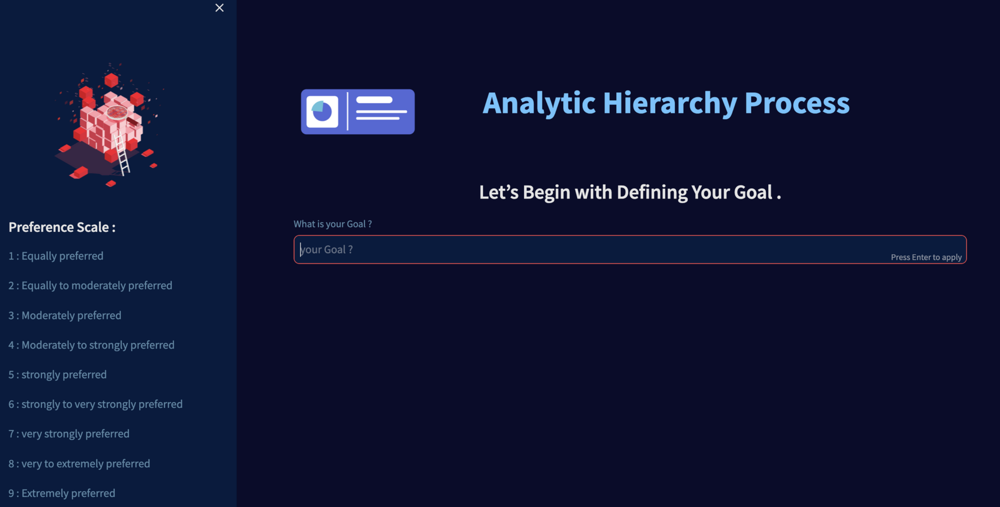 Preference Scale :
1 : Equally preferred
2 : Equally to moderately preferred
3 : Moderately preferred
4 : Moderately to strongly preferred
5 : strongly preferred
6 : strongly to very strongly preferred
7 : very strongly preferred
8 : very to extremely preferred
9 : Extremely preferred
Analytic Hierarchy Process
Let’s Begin with Defining Your Goal .
What is your Goal ?
your Goal ?
Press Enter to apply